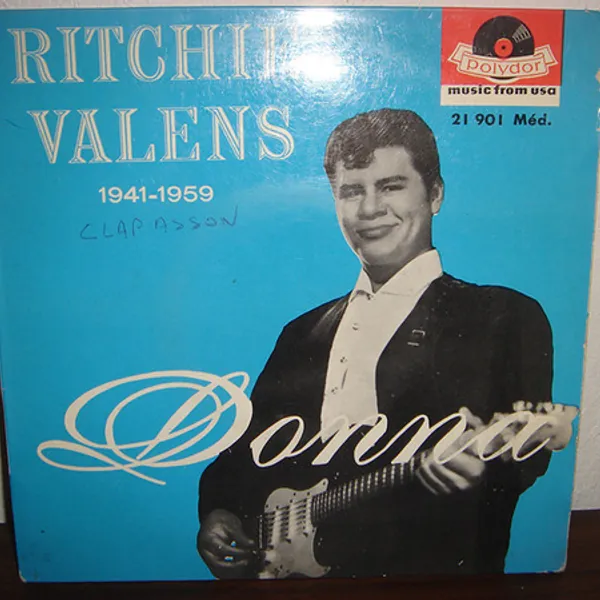 RITCHIE
VALENS
1941-1959
CLAPASSON
polydor
music from usa
21 901 Méd.
Donna